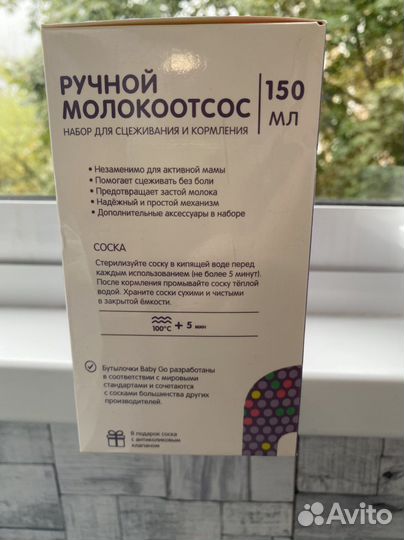 РУЧНОЙ
МОЛОКООТСОС
НАБОР ДЛЯ СЦЕЖИВАНИЯ И КОРМЛЕНИЯ
150
МЛ
• Незаменимо для активной мамы
• Помогает сцеживать без боли
• Предотвращает застой молока
• Надёжный и простой механизм
• Дополнительные аксессуары в наборе
СОСКА
Стерилизуйте соску в кипящей воде перед
каждым использованием (не более 5 минут).
После кормления промывайте соску тёплой
водой. Храните соски сухими и чистыми
в закрытой ёмкости.
100°C + 5 мин
Бутылочки Baby Go разработаны
в соответствии с мировыми
стандартами и сочетаются
с сосками большинства других
производителей.
В подарок соска
с антиколиковым
клапаном
Avito